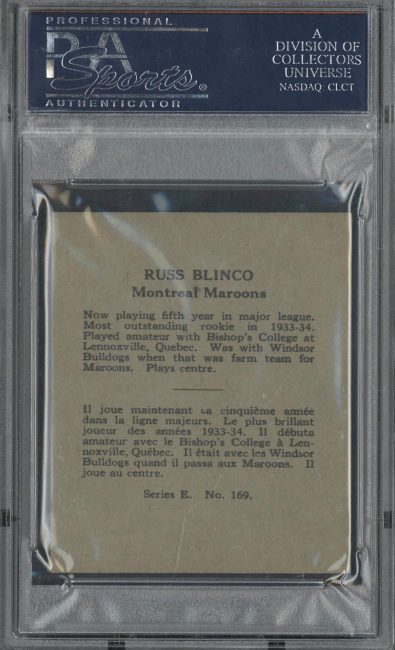 PROFESSIONAL
PSA
Sports
AUTHENTICATOR
A
DIVISION OF
COLLECTORS
UNIVERSE
NASDAQ: CLCT
RUSS BLINCO
Montreal Maroons
Now playing fifth year in major league.
Most outstanding rookie in 1933-34.
Played amateur with Bishop's College at
Lennoxville, Quebec. Was with Windsor
Bulldogs when that was farm team for
Maroons. Plays centre.
Il joue maintenant sa cinquième année
dans la ligne majeurs. Le plus brillant
joueur des années 1933-34. Il débuta
amateur avec le Bishop's College à Len-
noxville, Québec. Il était avec les Windsor
Bulldogs quand il passa aux Maroons. Il
joue au centre.
Series E. No. 169.